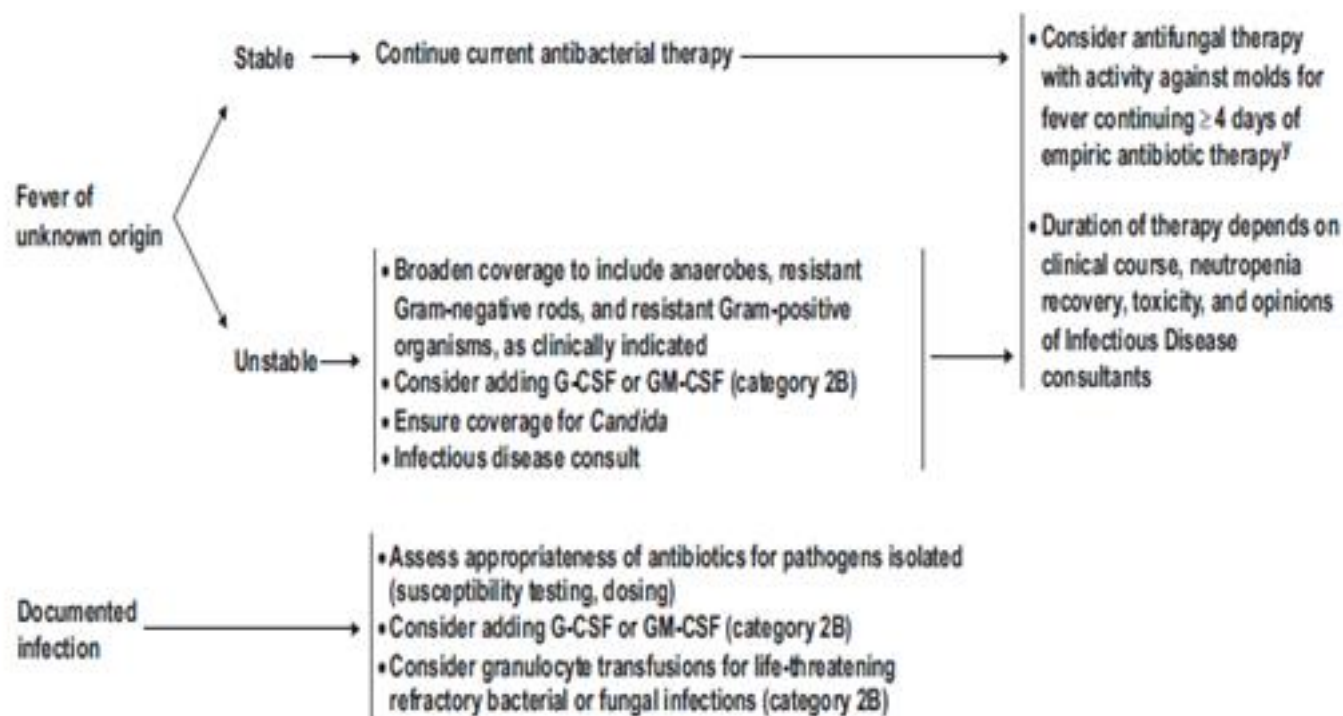 Fever of
unknown origin
Stable
Continue current antibacterial therapy
Unstable
• Broaden coverage to include anaerobes, resistant
Gram-negative rods, and resistant Gram-positive
organisms, as clinically indicated
• Consider adding G-CSF or GM-CSF (category 2B)
• Ensure coverage for Candida
• Infectious disease consult
• Consider antifungal therapy
with activity against molds for
fever continuing ≥ 4 days of
empiric antibiotic therapyʸ
• Duration of therapy depends on
clinical course, neutropenia
recovery, toxicity, and opinions
of Infectious Disease
consultants
Documented
infection
• Assess appropriateness of antibiotics for pathogens isolated
(susceptibility testing, dosing)
• Consider adding G-CSF or GM-CSF (category 2B)
• Consider granulocyte transfusions for life-threatening
refractory bacterial or fungal infections (category 2B)